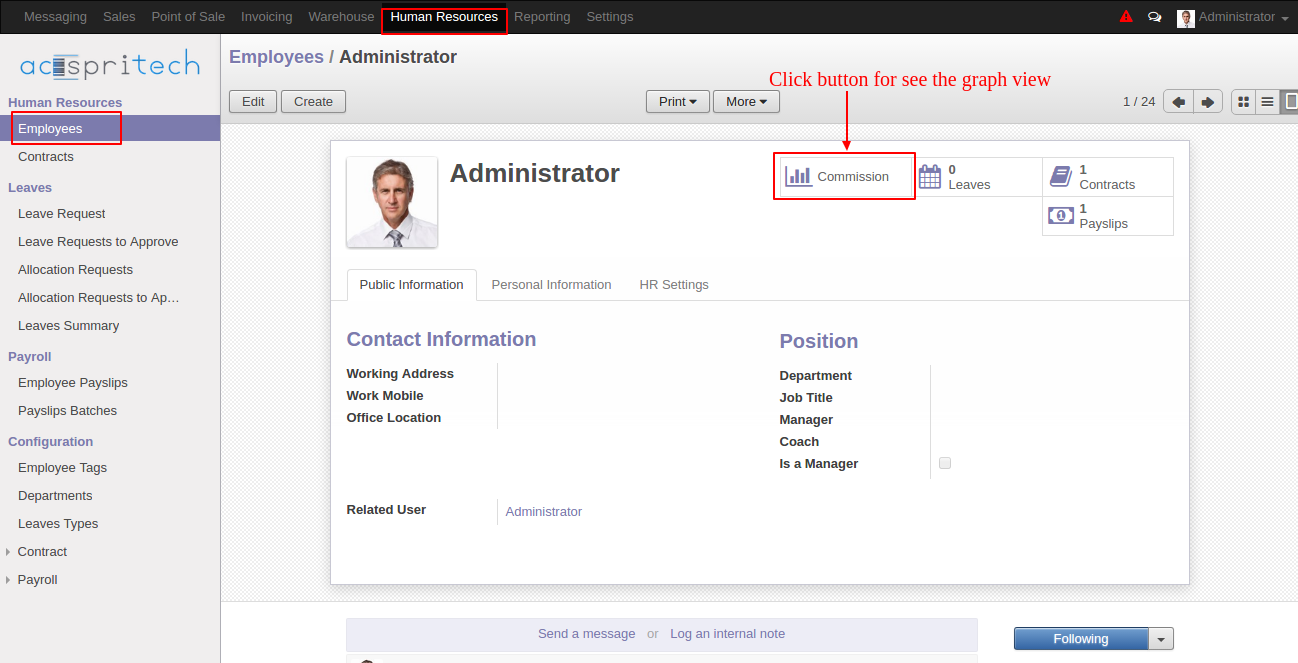 Messaging Sales Point of Sale Invoicing Warehouse Human Resources Reporting Settings Administrator
acespritech
Employees / Administrator
Click button for see the graph view
Edit Create Print More 1 / 24
Human Resources
Employees
Contracts
Leaves
Leave Request
Leave Requests to Approve
Allocation Requests
Allocation Requests to Ap…
Leaves Summary
Payroll
Employee Payslips
Payslips Batches
Configuration
Employee Tags
Departments
Leaves Types
Contract
Payroll
Administrator
Commission
0
Leaves
1
Contracts
1
Payslips
Public Information Personal Information HR Settings
Contact Information
Working Address
Work Mobile
Office Location
Position
Department
Job Title
Manager
Coach
Is a Manager
Related User Administrator
Send a message or Log an internal note
Following